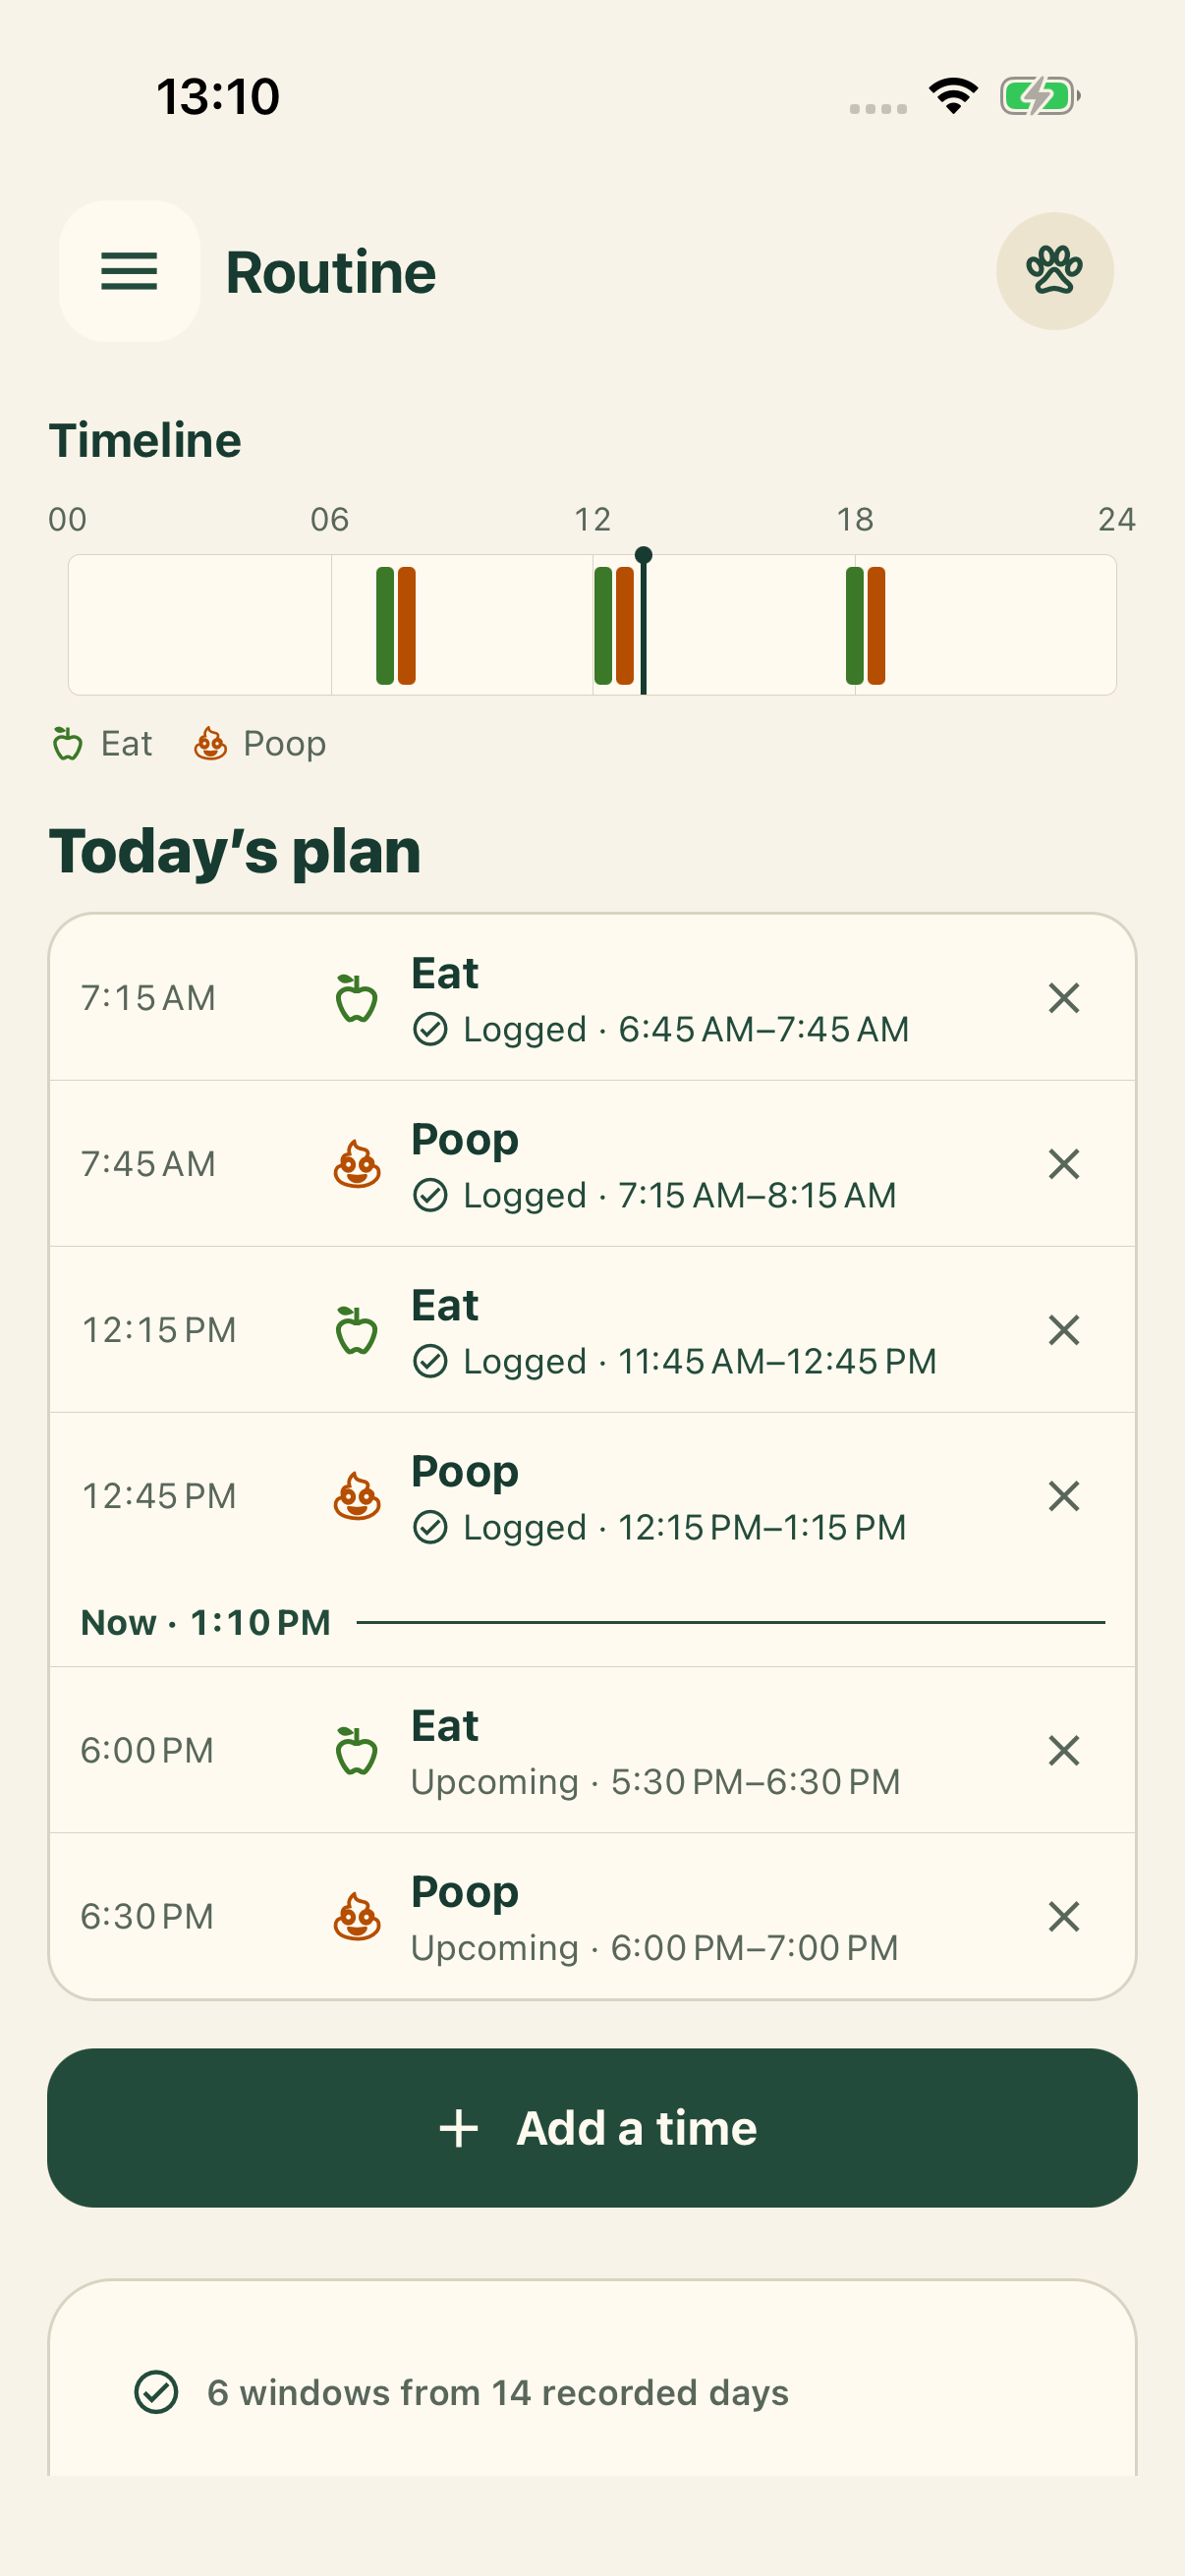 13:10
Routine
Timeline
00 06 12 18 24
Eat Poop
Today’s plan
7:15 AM Eat
Logged · 6:45 AM–7:45 AM
7:45 AM Poop
Logged · 7:15 AM–8:15 AM
12:15 PM Eat
Logged · 11:45 AM–12:45 PM
12:45 PM Poop
Logged · 12:15 PM–1:15 PM
Now · 1:10 PM
6:00 PM Eat
Upcoming · 5:30 PM–6:30 PM
6:30 PM Poop
Upcoming · 6:00 PM–7:00 PM
Add a time
6 windows from 14 recorded days